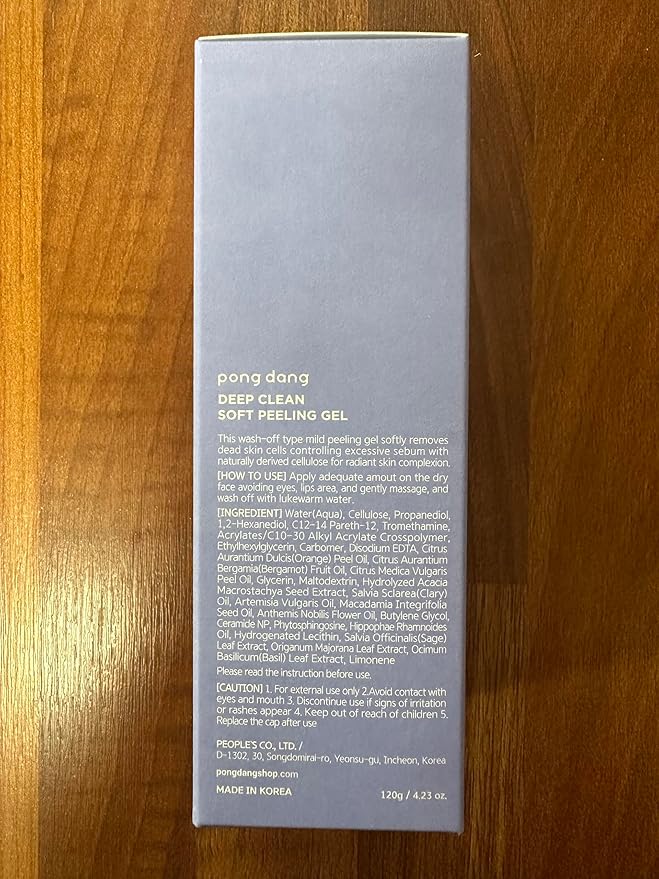 pong dang
DEEP CLEAN
SOFT PEELING GEL
This wash-off type mild peeling gel softly removes
dead skin cells controlling excessive sebum with
naturally derived cellulose for radiant skin complexion.
[HOW TO USE] Apply adequate amout on the dry
face avoiding eyes, lips area, and gently massage, and
wash off with lukewarm water.
[INGREDIENT] Water(Aqua), Cellulose, Propanediol,
1,2-Hexanediol, C12-14 Pareth-12, Tromethamine,
Acrylates/C10-30 Alkyl Acrylate Crosspolymer,
Ethylhexylglycerin, Carbomer, Disodium EDTA, Citrus
Aurantium Dulcis(Orange) Peel Oil, Citrus Aurantium
Bergamia(Bergamot) Fruit Oil, Citrus Medica Vulgaris
Peel Oil, Glycerin, Maltodextrin, Hydrolyzed Acacia
Macrostachya Seed Extract, Salvia Sclarea(Clary)
Oil, Artemisia Vulgaris Oil, Macadamia Integrifolia
Seed Oil, Anthemis Nobilis Flower Oil, Butylene Glycol,
Ceramide NP, Phytosphingosine, Hippophae Rhamnoides
Oil, Hydrogenated Lecithin, Salvia Officinalis(Sage)
Leaf Extract, Origanum Majorana Leaf Extract, Ocimum
Basilicum(Basil) Leaf Extract, Limonene
Please read the instruction before use.
[CAUTION] 1. For external use only 2.Avoid contact with
eyes and mouth 3. Discontinue use if signs of irritation
or rashes appear 4. Keep out of reach of children 5.
Replace the cap after use
PEOPLE'S CO., LTD. /
D-1302, 30, Songdomirai-ro, Yeonsu-gu, Incheon, Korea
pongdangshop.com
MADE IN KOREA 120g / 4.23 oz.